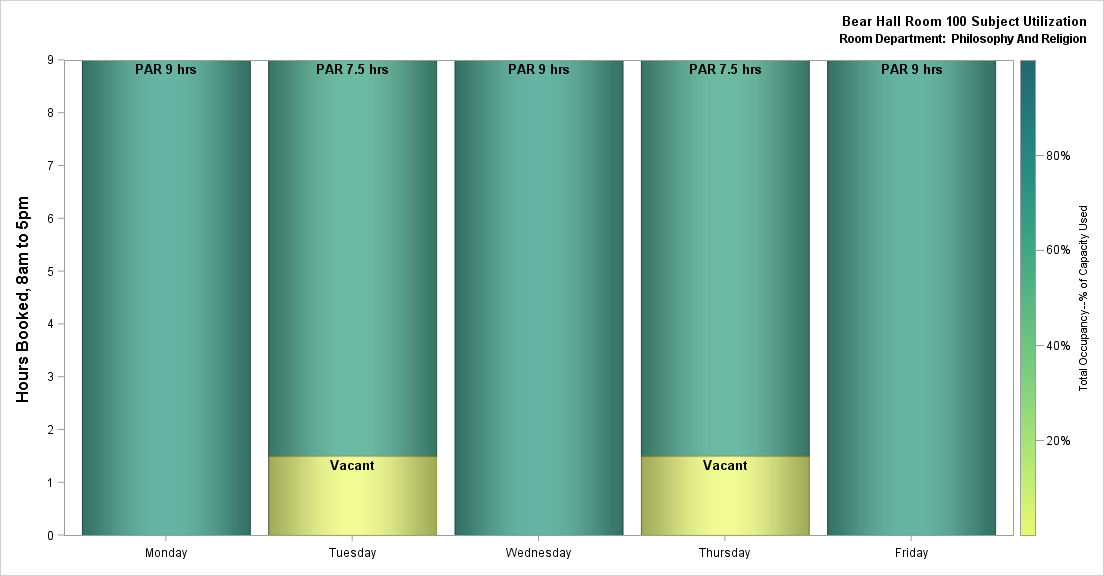 Bear Hall Room 100 Subject Utilization
Room Department: Philosophy And Religion
Hours Booked, 8am to 5pm
9
8
7
6
5
4
3
2
1
0
PAR 9 hrs
PAR 7.5 hrs
PAR 9 hrs
PAR 7.5 hrs
PAR 9 hrs
Vacant
Vacant
Monday
Tuesday
Wednesday
Thursday
Friday
80%
60%
40%
20%
Total Occupancy--% of Capacity Used